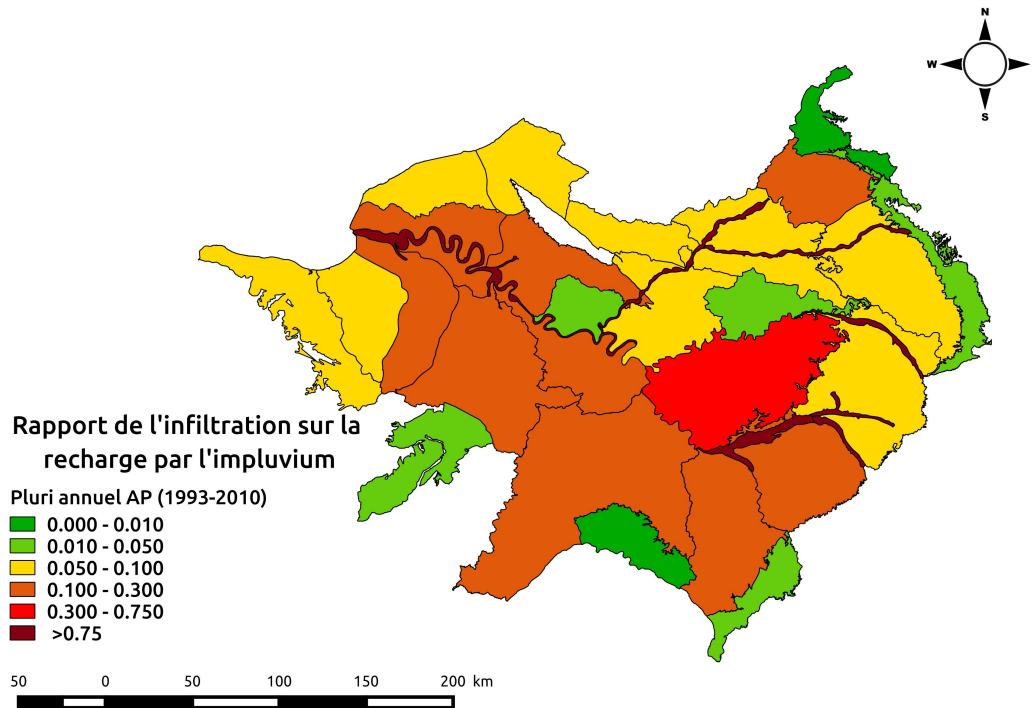 N
W
S
Rapport de l'infiltration sur la
recharge par l'impluvium
Pluri annuel AP (1993-2010)
0.000 - 0.010
0.010 - 0.050
0.050 - 0.100
0.100 - 0.300
0.300 - 0.750
>0.75
50 0 50 100 150 200 km